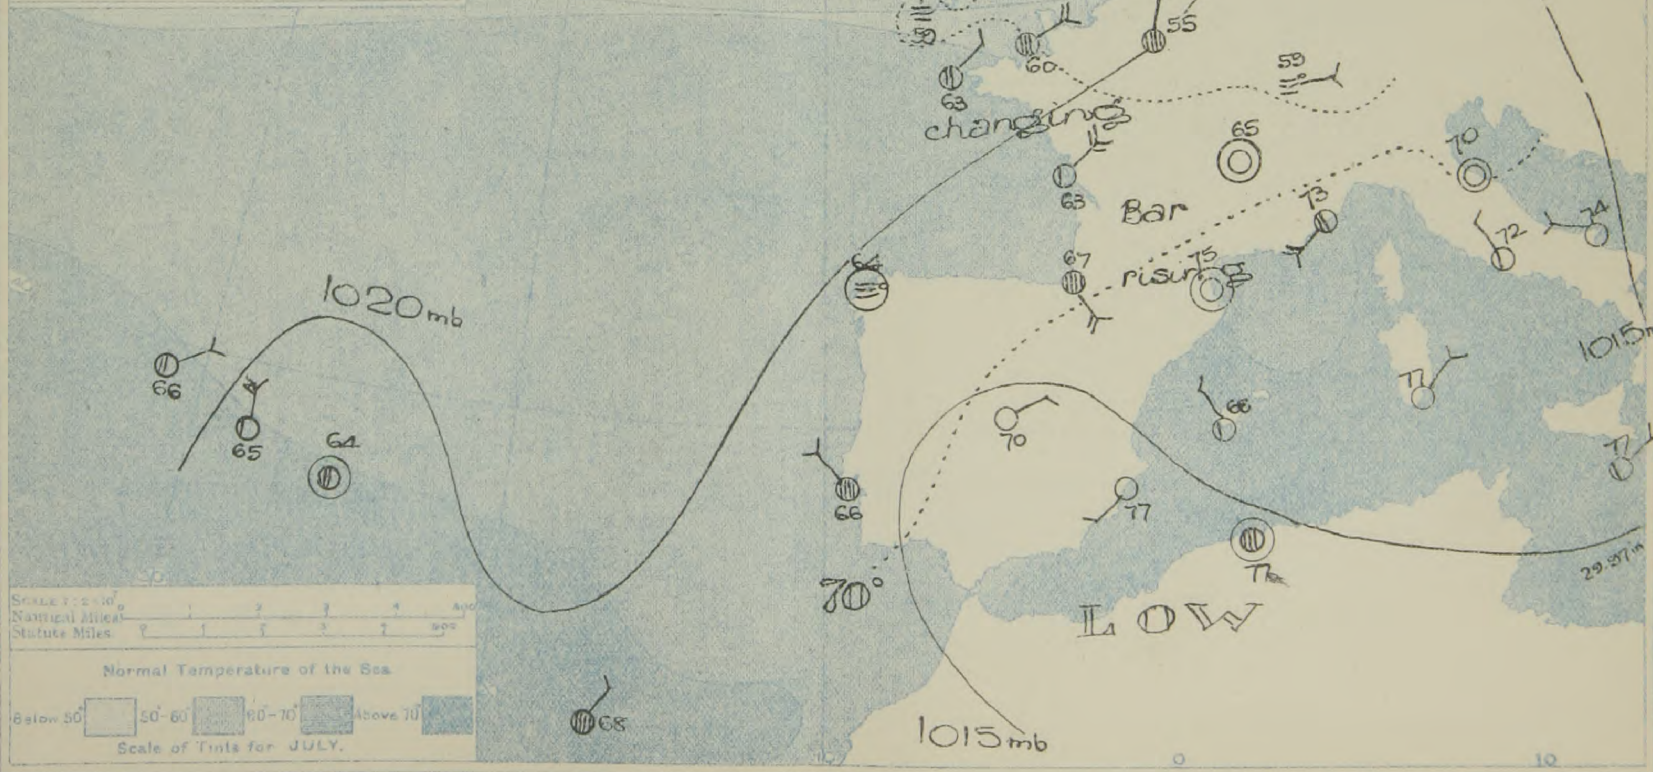 55
60
59
63
changing
65
70
63
Bar
73
74
72
67
75
rising
64
1020mb
1015m
66
65
64
77
66
70
77
66
77
77
29.97in
70°
LOW
Nautical Miles
Statute Miles
Normal Temperature of the Sea
Below 50° 50°-60° 60°-70° Above 70°
Scale of Tints for JULY.
68
1015mb
0
10